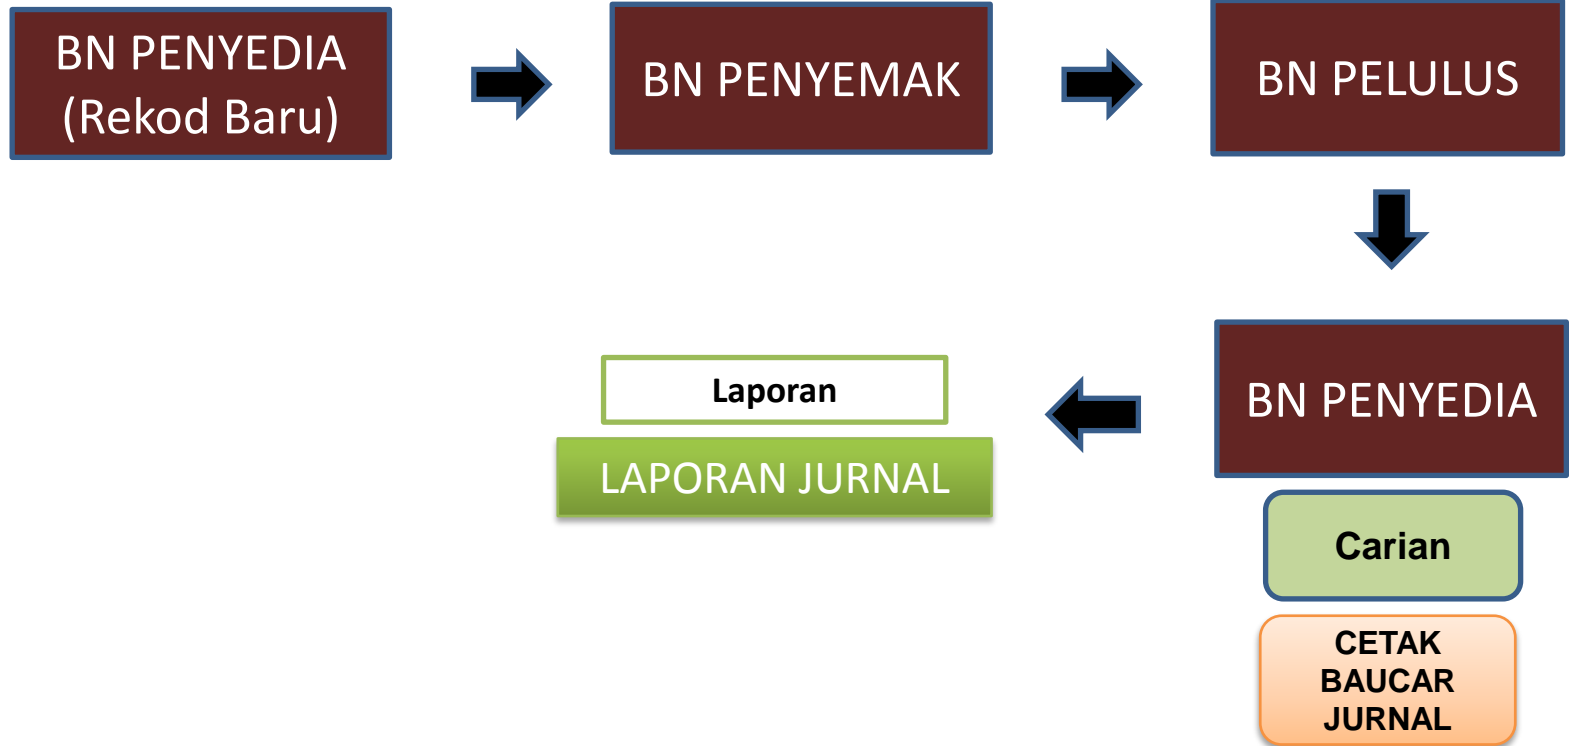 BN PENYEDIA
(Rekod Baru)
BN PENYEMAK
BN PELULUS
BN PENYEDIA
Laporan
LAPORAN JURNAL
Carian
CETAK
BAUCAR
JURNAL